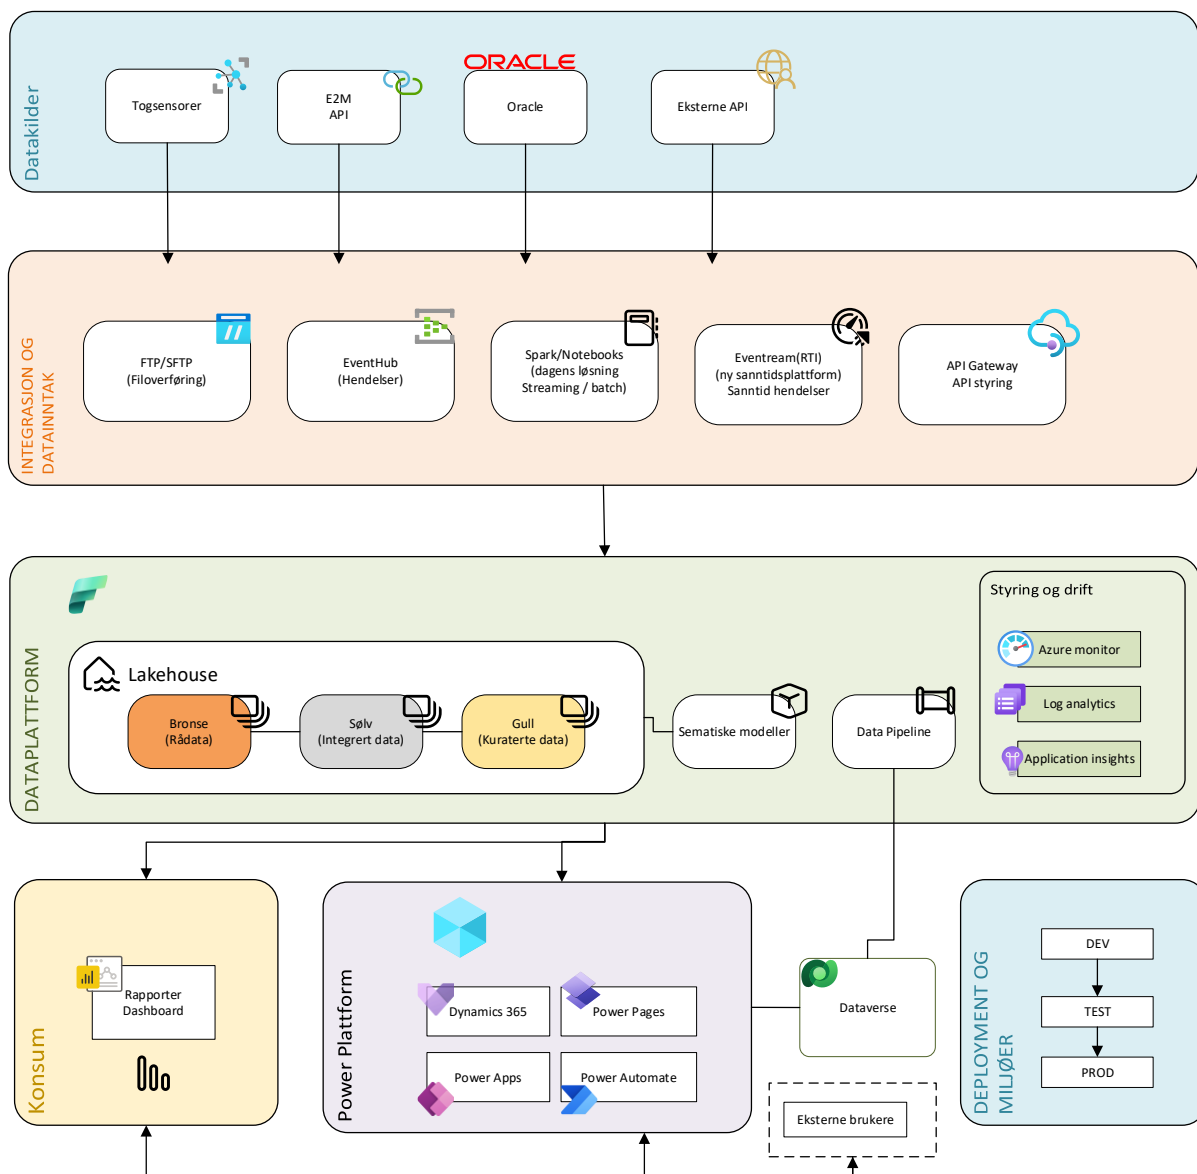 Datakilder
Togsensorer
E2M
API
ORACLE
Oracle
Eksterne API
INTEGRASJON OG
DATAINNTAK
FTP/SFTP
(Filoverføring)
EventHub
(Hendelser)
Spark/Notebooks
(dagens løsning
Streaming / batch)
Eventream(RTI)
(ny sanntidsplattform)
Sanntid hendelser
API Gateway
API styring
DATAPLATTFORM
Lakehouse
Bronse
(Rådata)
Sølv
(Integrert data)
Gull
(Kuraterte data)
Sematiske modeller
Data Pipeline
Styring og drift
Azure monitor
Log analytics
Application insights
Konsum
Rapporter
Dashboard
Power Plattform
Dynamics 365
Power Pages
Power Apps
Power Automate
Dataverse
Eksterne brukere
DEPLOYMENT OG
MILJØER
DEV
TEST
PROD